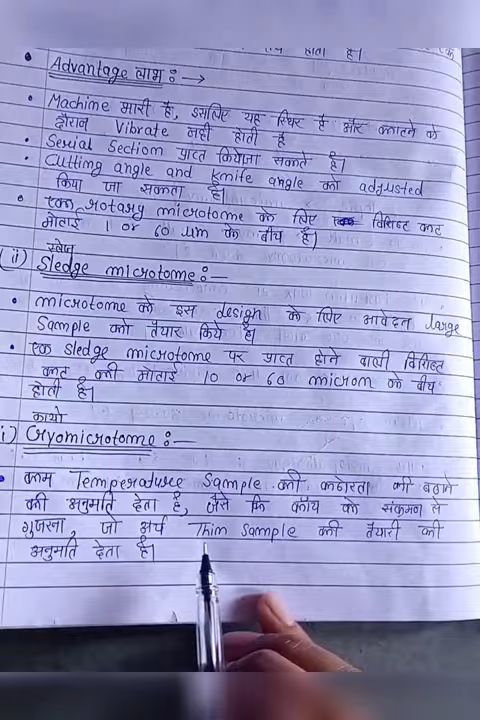 होता है।
• Advantage लाभ :- →
• Machine भारी है, इसलिए यह स्थिर है और काटने के
दौरान Vibrate नही होती है
• Serial Section प्राप्त किये जा सकते है।
• Cutting angle and knife angle को adjusted
किया जा सकता है।
• एक rotary microtome के लिए विशिष्ट कट
मोटाई 1 or 60 μm के बीच है।
स्लेज
(ii) Sledge microtome :-
• microtome को इस design के लिए आवेदन large
Sample को तैयार किये है।
• एक sledge microtome पर प्राप्त होने वाली विशिष्ट
कट की मोटाई 10 or 60 micron के बीच
होती है।
कायो
i) Cryomicrotome :-
• कम Temperature Sample की कठोरता को बढ़ाने
की अनुमति देता है, जैसे कि काँच को संक्रमण से
गुजरना, जो अर्ध Thin Sample की तैयारी की
अनुमति देता है।